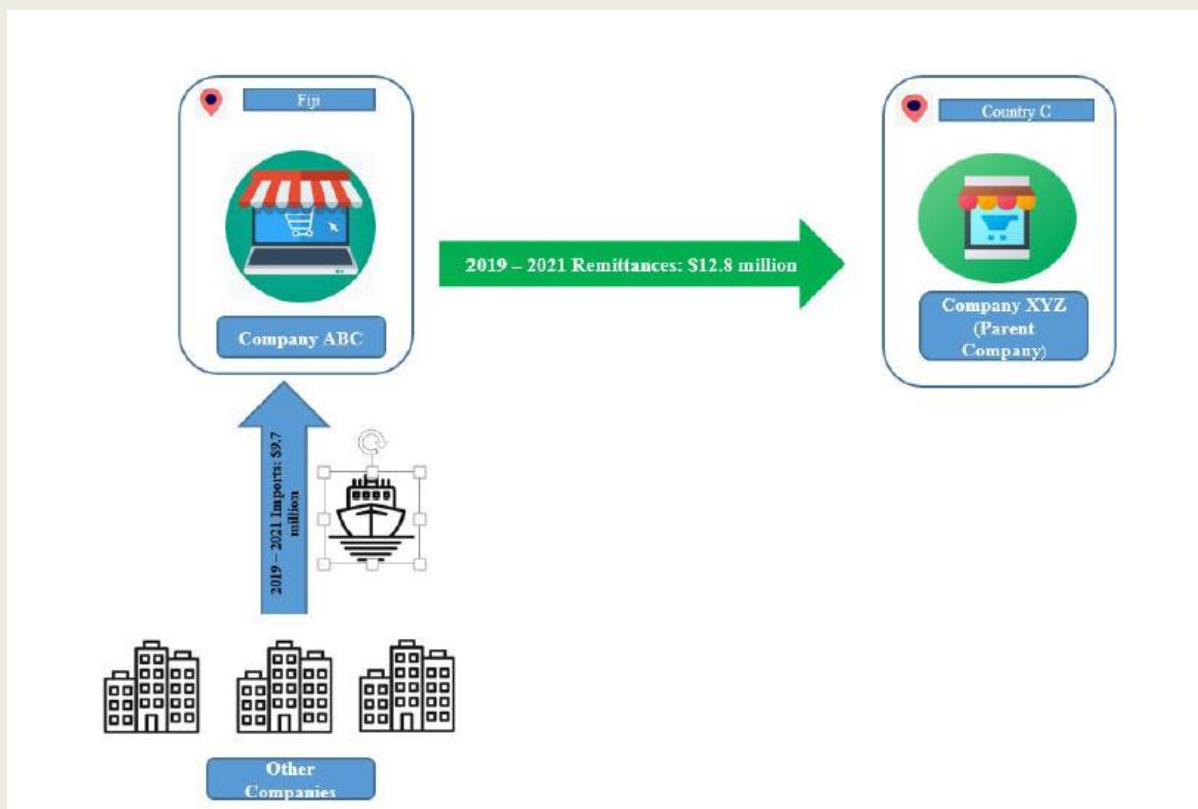 Fiji
Country C
2019 – 2021 Remittances: $12.8 million
Company ABC
Company XYZ
(Parent
Company)
2019 – 2021 Imports: $9.7
million
Other
Companies